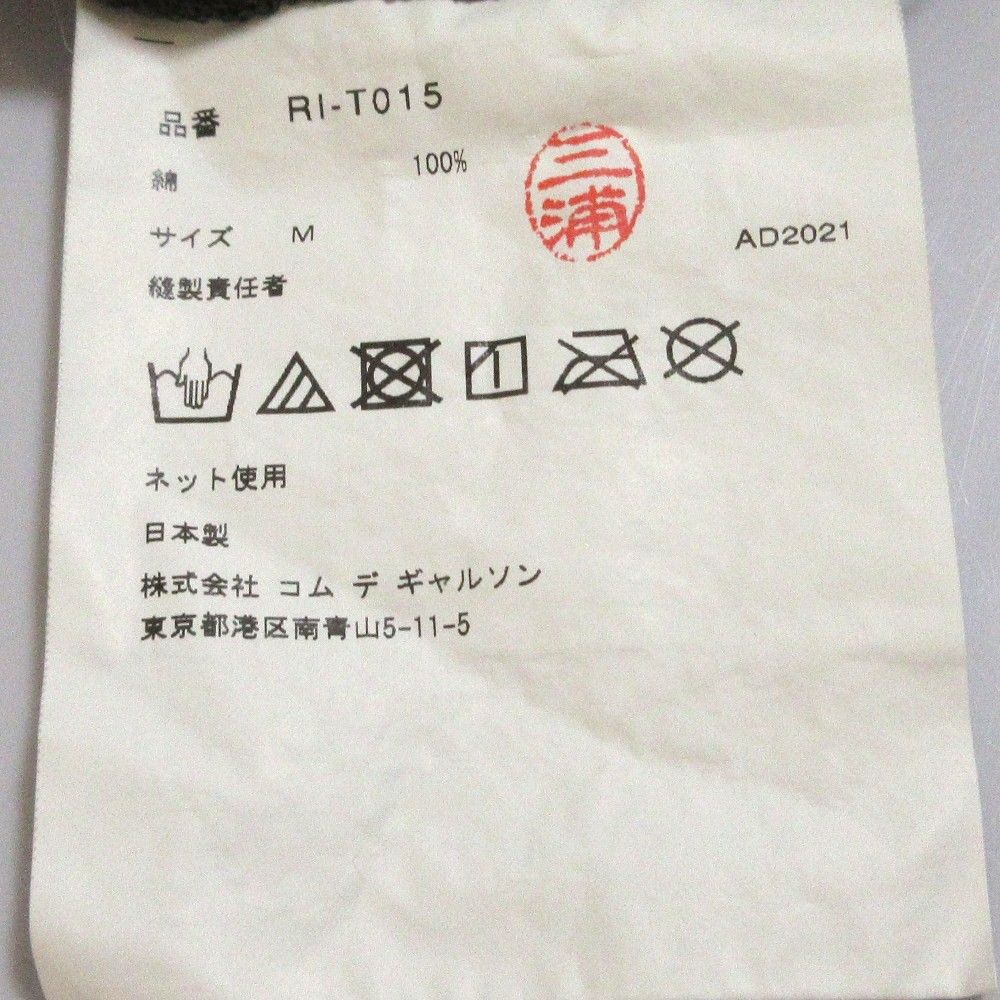 品番 RI-T015
綿 100%
三浦
サイズ M AD2021
縫製責任者
ネット使用
日本製
株式会社 コム デ ギャルソン
東京都港区南青山5-11-5